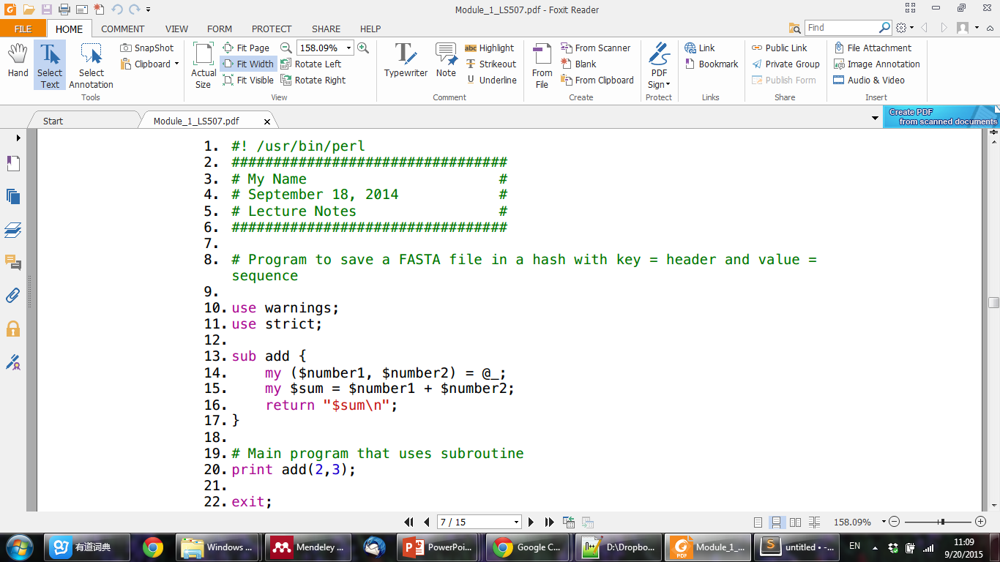 Module_1_LS507.pdf - Foxit Reader
FILE HOME COMMENT VIEW FORM PROTECT SHARE HELP Find
Hand
Select Text
Select Annotation
SnapShot
Clipboard
Tools
Actual Size
Fit Page
Fit Width
Fit Visible
158.09%
Rotate Left
Rotate Right
View
Typewriter
Note
abc Highlight
abc Strikeout
U Underline
Comment
From File
From Scanner
Blank
From Clipboard
Create
PDF Sign
Protect
Link
Bookmark
Links
Public Link
Private Group
Publish Form
Share
File Attachment
Image Annotation
Audio & Video
Insert
Start Module_1_LS507.pdf x
Create PDF
from scanned documents
1. #! /usr/bin/perl
2. #################################
3. # My Name #
4. # September 18, 2014 #
5. # Lecture Notes #
6. #################################
7.
8. # Program to save a FASTA file in a hash with key = header and value =
sequence
9.
10. use warnings;
11. use strict;
12.
13. sub add {
14. my ($number1, $number2) = @_;
15. my $sum = $number1 + $number2;
16. return "$sum\n";
17. }
18.
19. # Main program that uses subroutine
20. print add(2,3);
21.
22. exit;
7 / 15 158.09%
有道词典 Windows ... Mendeley ... PowerPoi... Google C... D:\Dropbo... Module_1_... untitled • -... EN 11:09
9/20/2015